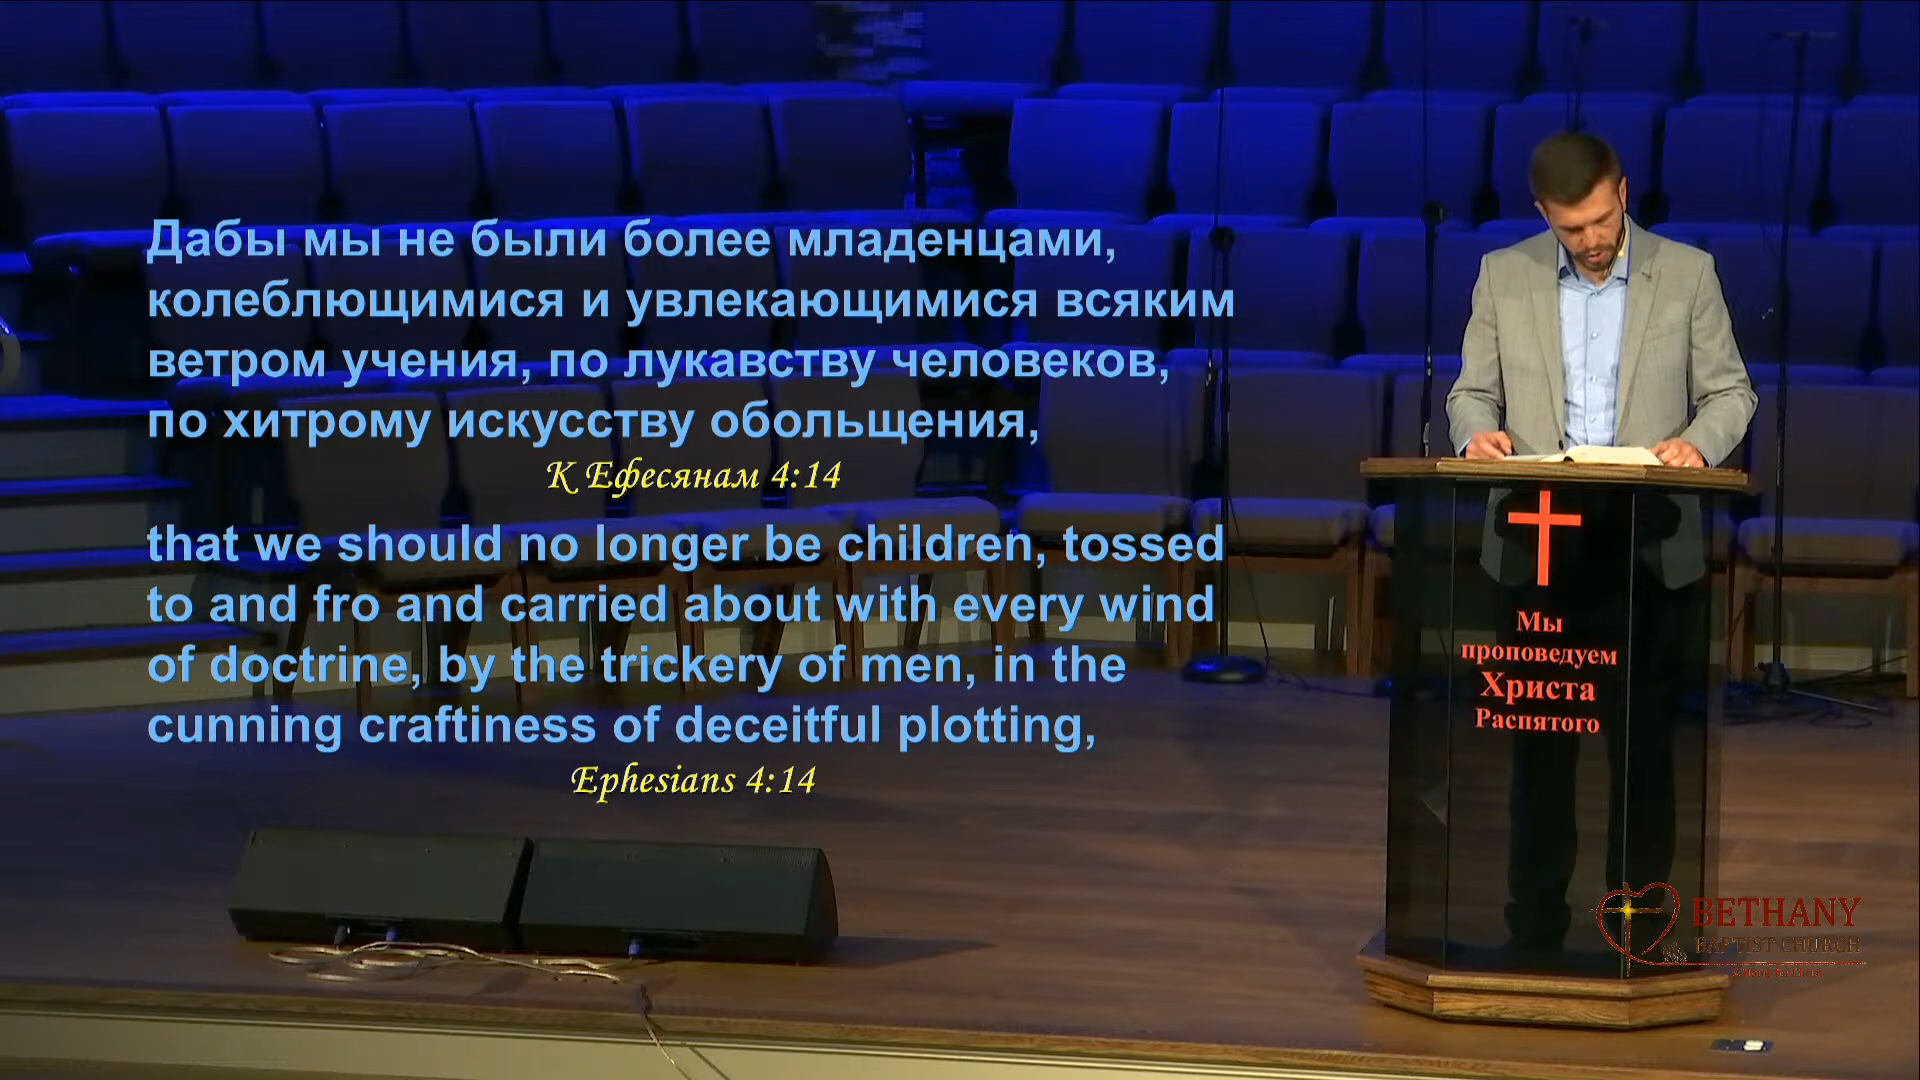 Дабы мы не были более младенцами,
колеблющимися и увлекающимися всяким
ветром учения, по лукавству человеков,
по хитрому искусству обольщения,
К Ефесянам 4:14
that we should no longer be children, tossed
to and fro and carried about with every wind
of doctrine, by the trickery of men, in the
cunning craftiness of deceitful plotting,
Ephesians 4:14
Мы
проповедуем
Христа
Распятого
BETHANY
BAPTIST CHURCH